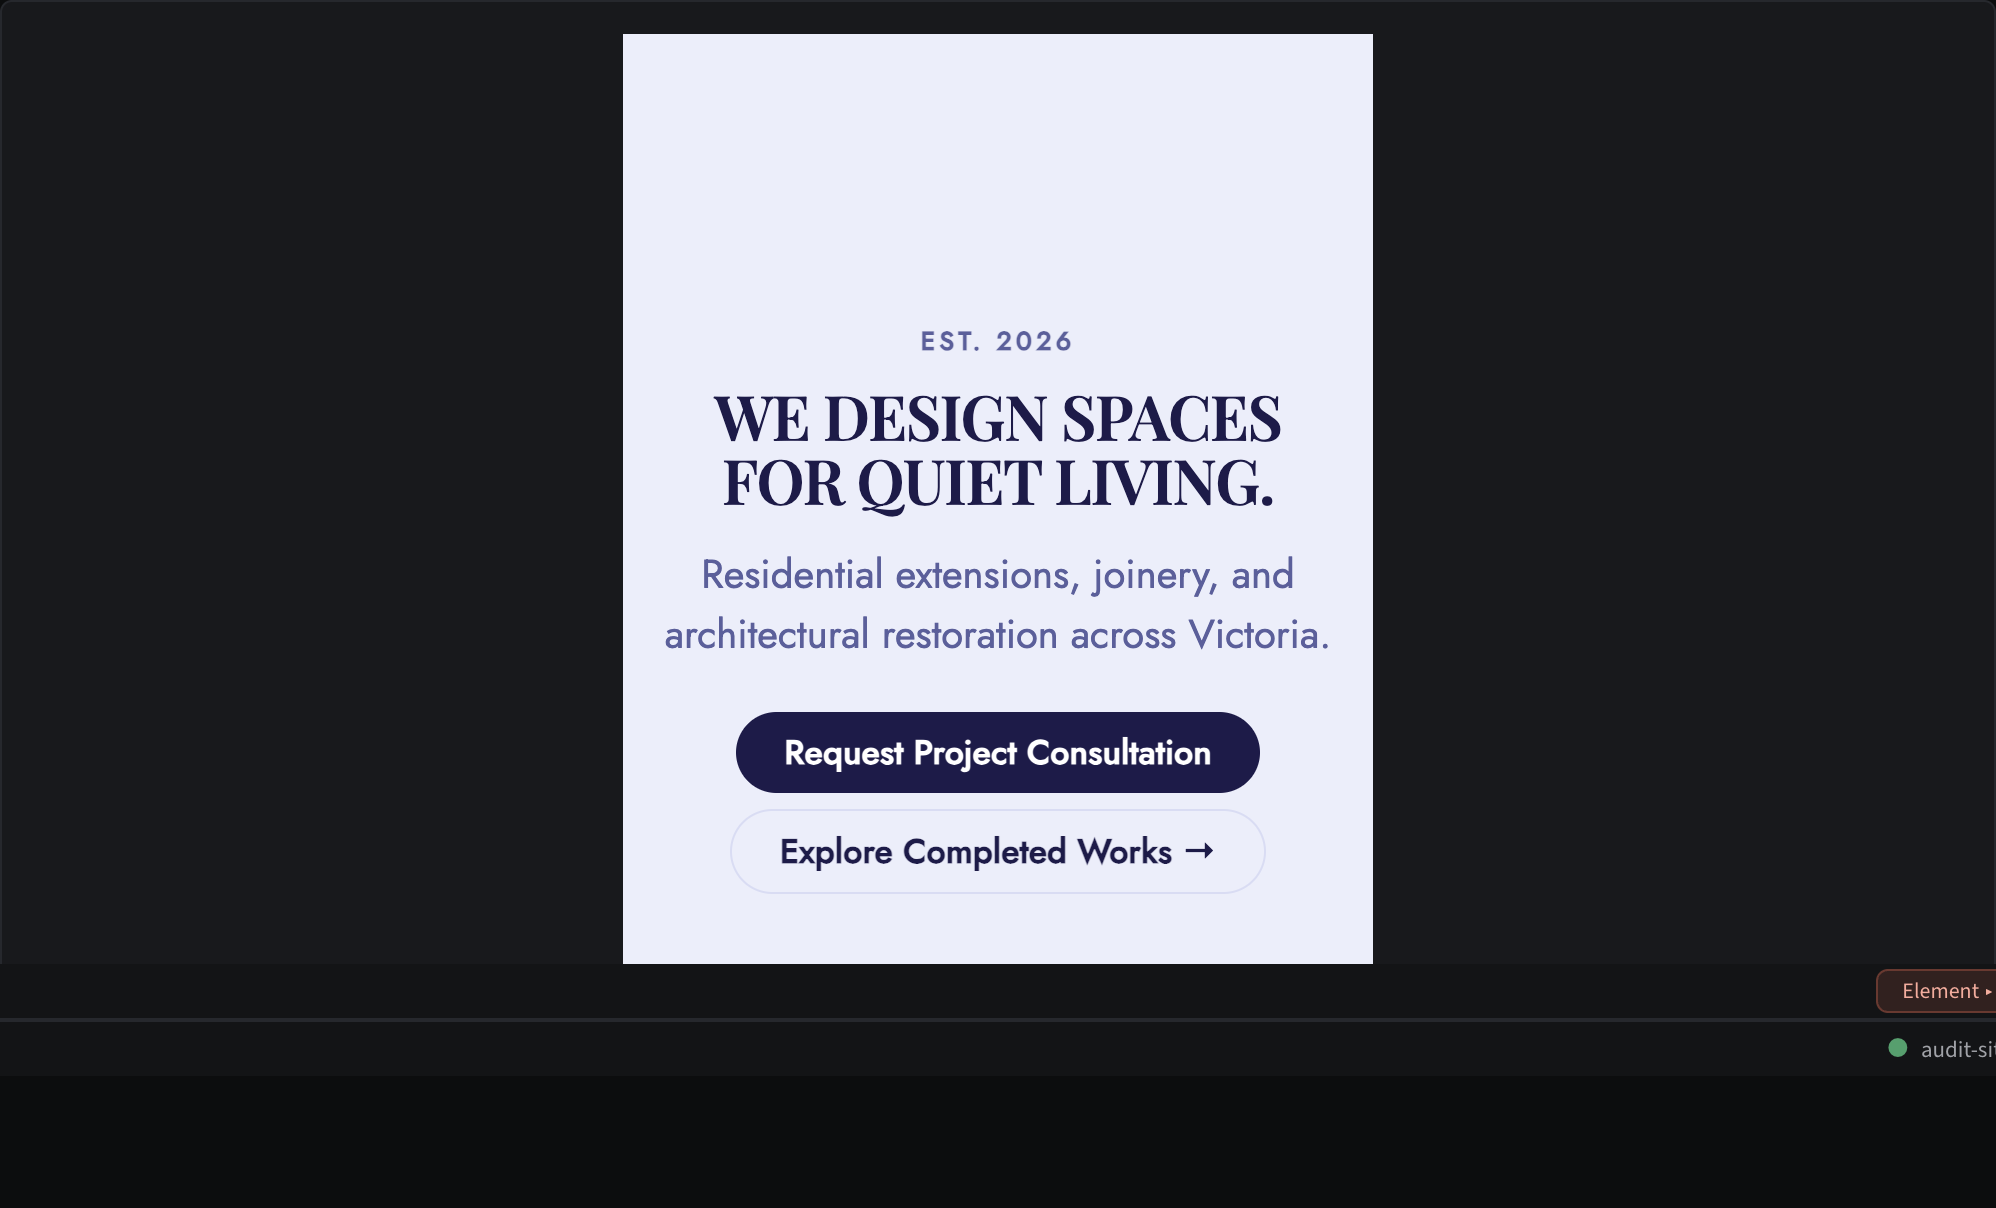 EST. 2026
WE DESIGN SPACES
FOR QUIET LIVING.
Residential extensions, joinery, and
architectural restoration across Victoria.
Request Project Consultation
Explore Completed Works →
Element ▸
audit-sit